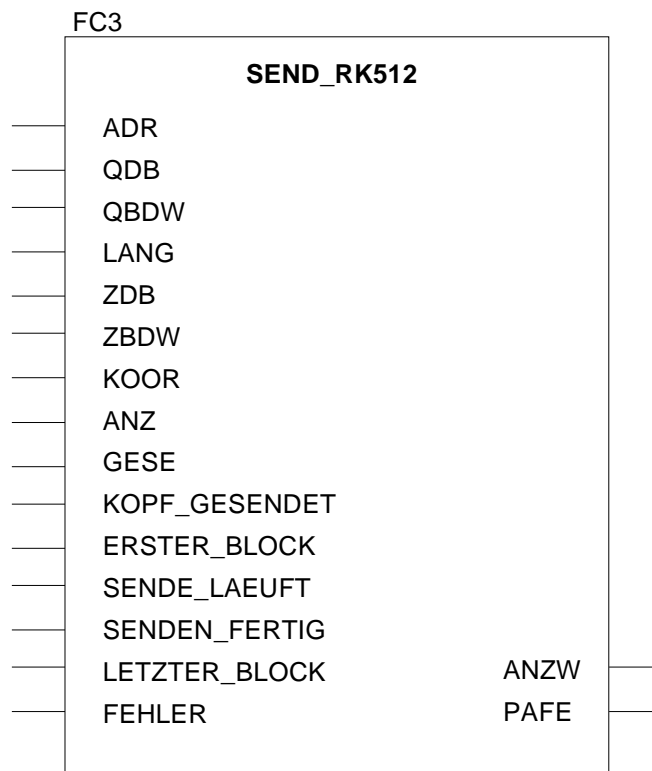 FC3
SEND_RK512
ADR
QDB
QBDW
LANG
ZDB
ZBDW
KOOR
ANZ
GESE
KOPF_GESENDET
ERSTER_BLOCK
SENDE_LAEUFT
SENDEN_FERTIG
LETZTER_BLOCK ANZW
FEHLER PAFE